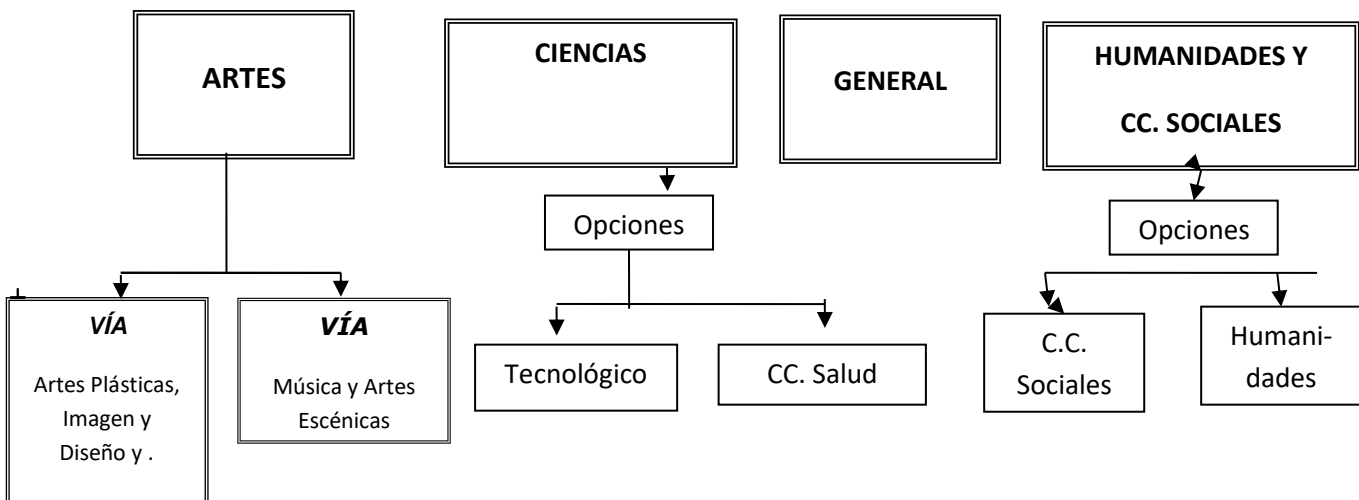 ARTES
CIENCIAS
GENERAL
HUMANIDADES Y
CC. SOCIALES
Opciones
Opciones
VÍA
Artes Plásticas,
Imagen y
Diseño y .
VÍA
Música y Artes
Escénicas
Tecnológico
CC. Salud
C.C.
Sociales
Humani-
dades